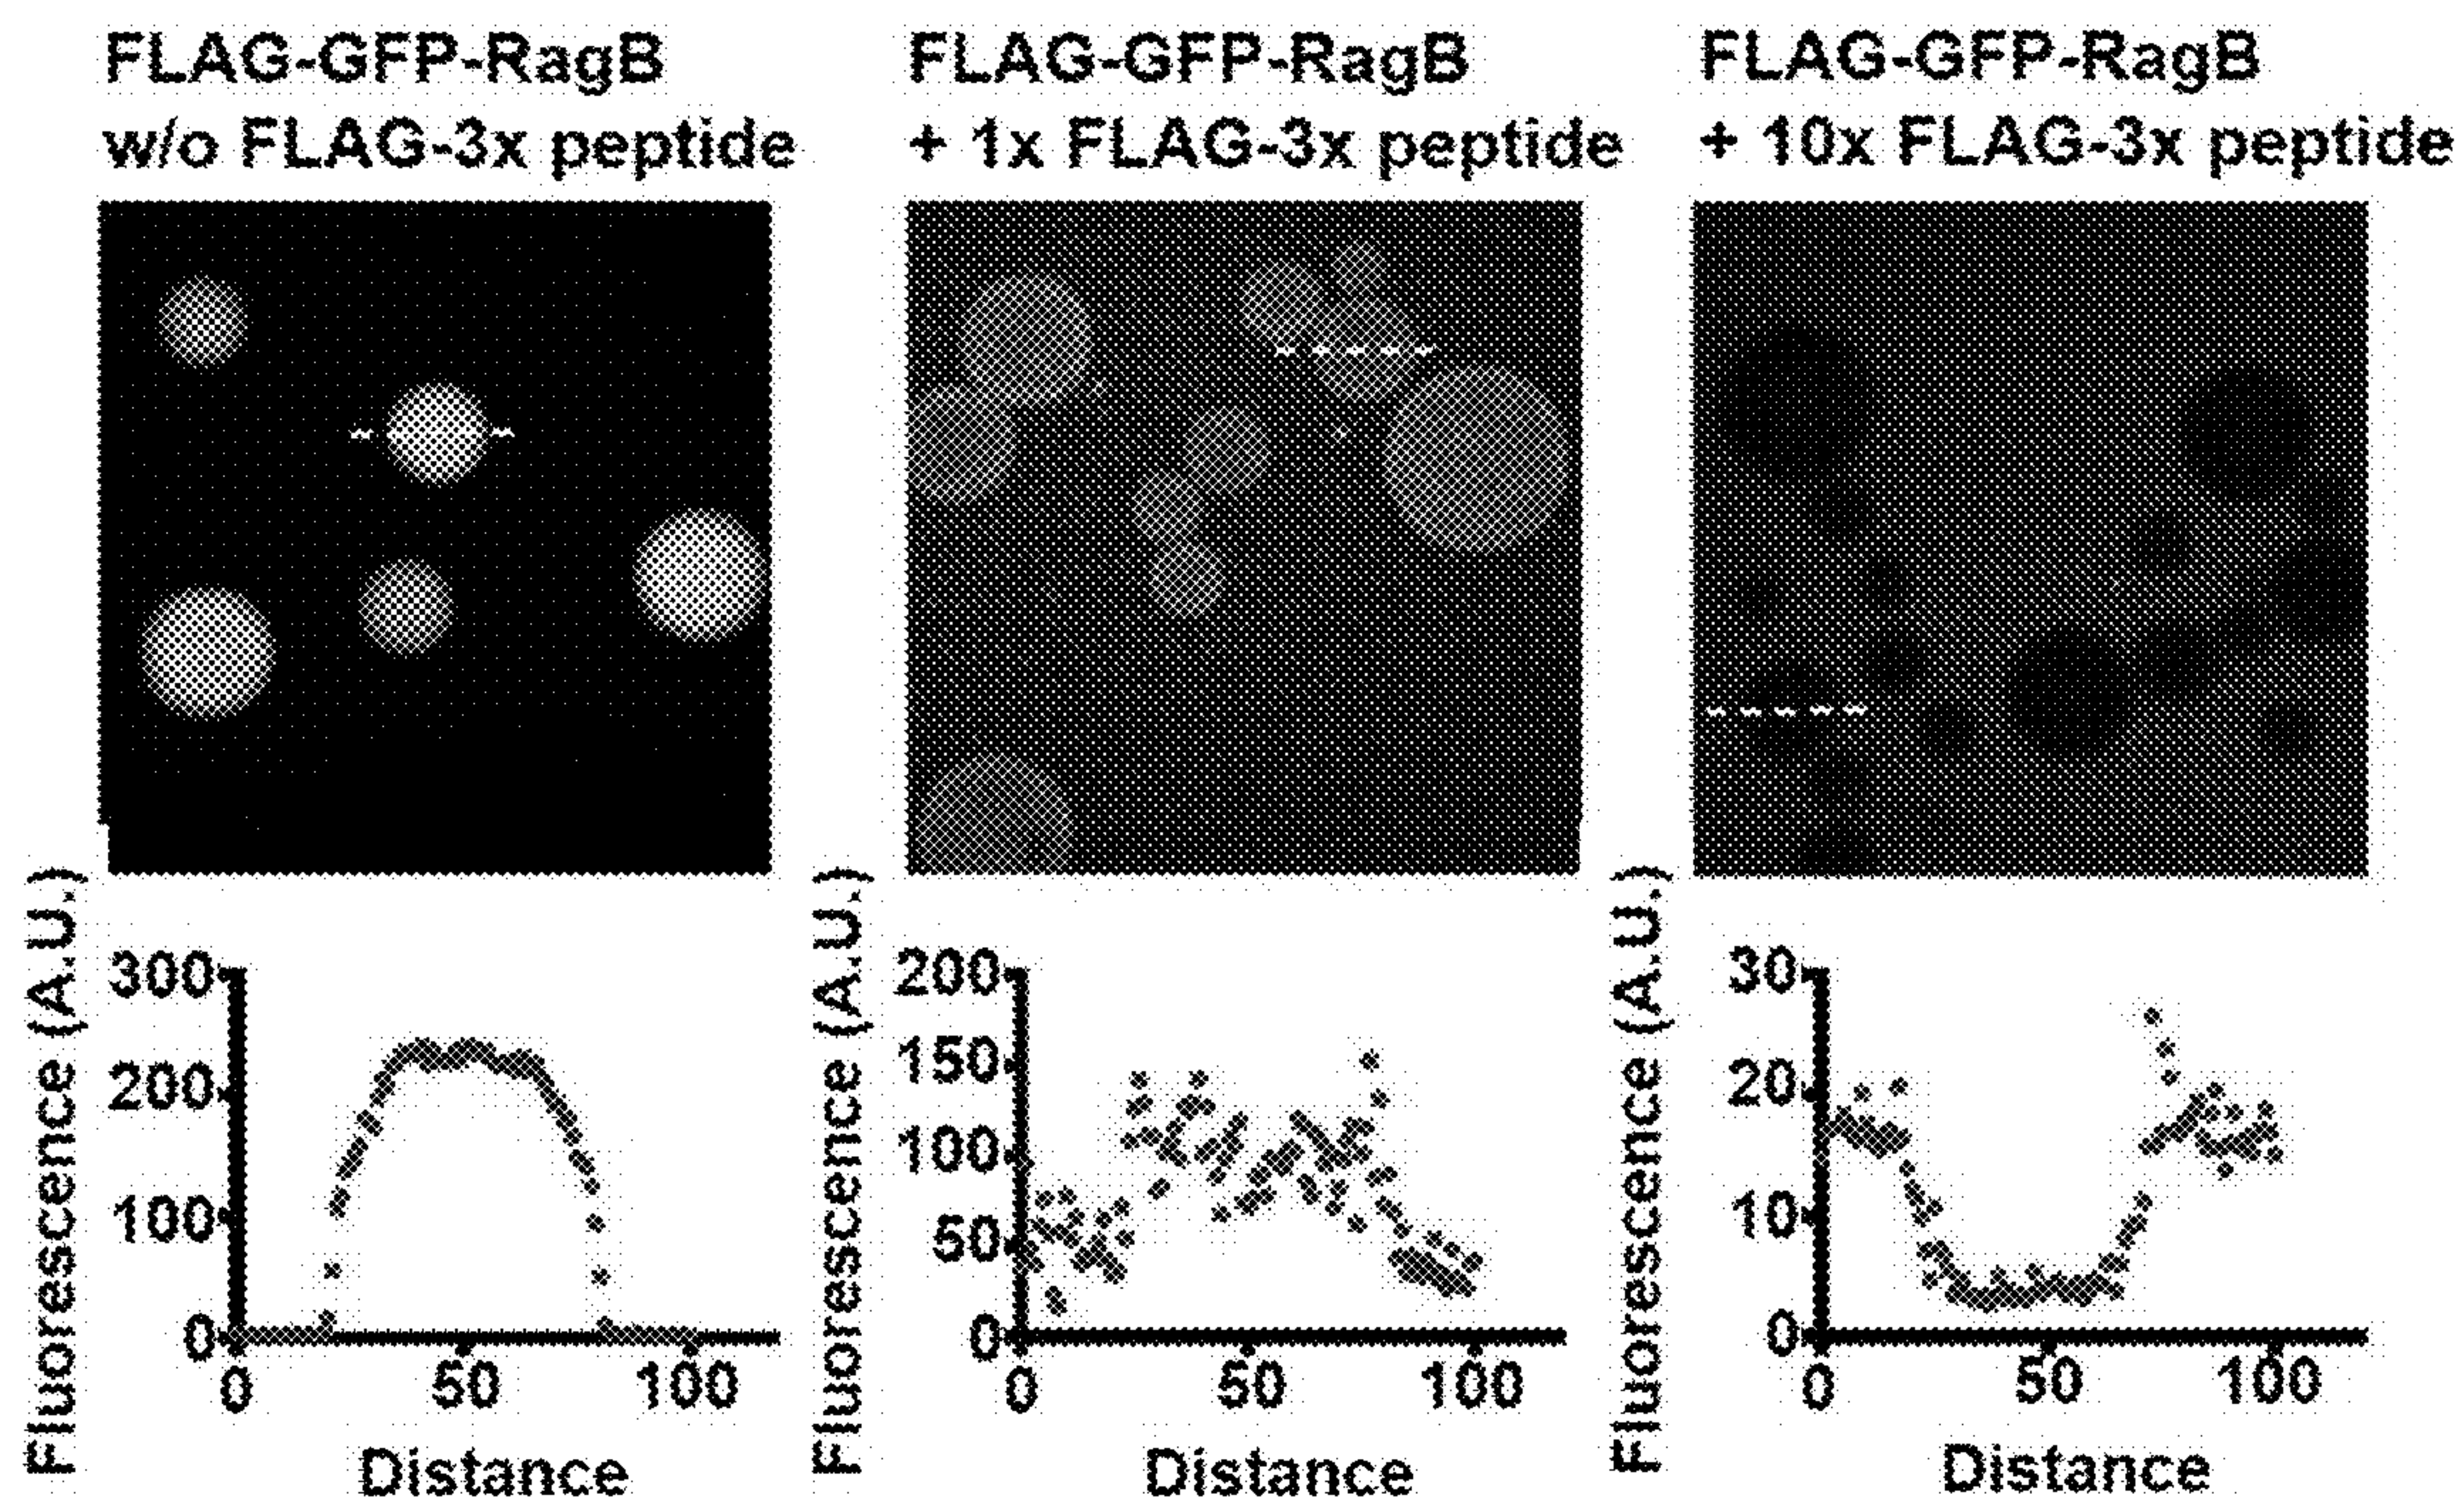 FLAG-GFP-RagB
w/o FLAG-3x peptide
FLAG-GFP-RagB
+ 1x FLAG-3x peptide
FLAG-GFP-RagB
+ 10x FLAG-3x peptide
Fluorescence (A.U.)
300
200
100
0
0 50 100
Distance
Fluorescence (A.U.)
200
150
100
50
0
0 50 100
Distance
Fluorescence (A.U.)
30
20
10
0
0 50 100
Distance